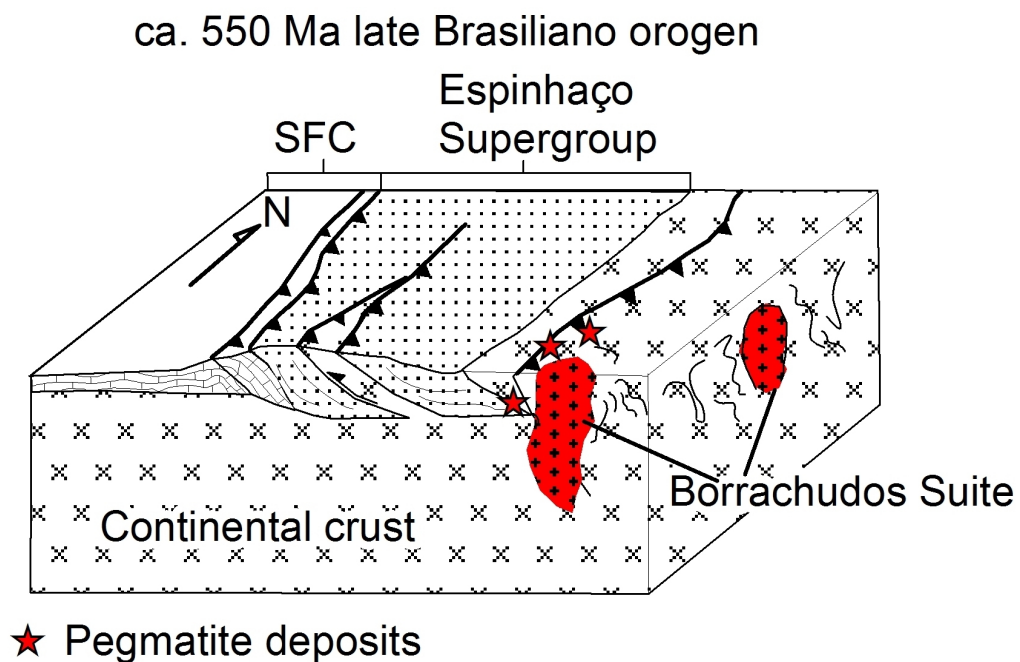 ca. 550 Ma late Brasiliano orogen
Espinhaço
SFC Supergroup
N
Borrachudos Suite
Continental crust
Pegmatite deposits